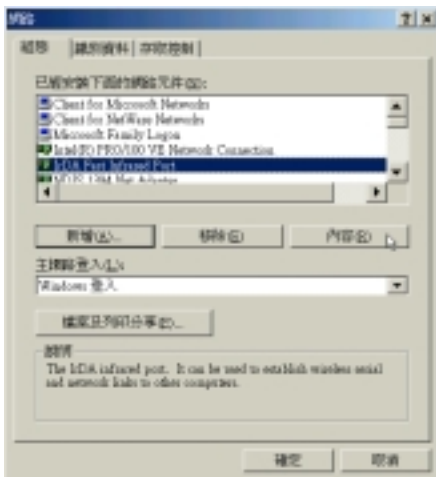 網路
組態 識別資料 存取控制
已經安裝下面的網路元件(N):
Client for Microsoft Networks
Client for NetWare Networks
Microsoft Family Logon
Intel(R) PRO/100 VE Network Connection
IrDA Fast Infrared Port
新增(A)... 移除(E) 內容(R)
主網路登入(L):
Windows 登入
檔案及列印分享(F)...
說明
The IrDA infrared port. It can be used to establish wireless serial
and network links to other computers.
確定 取消